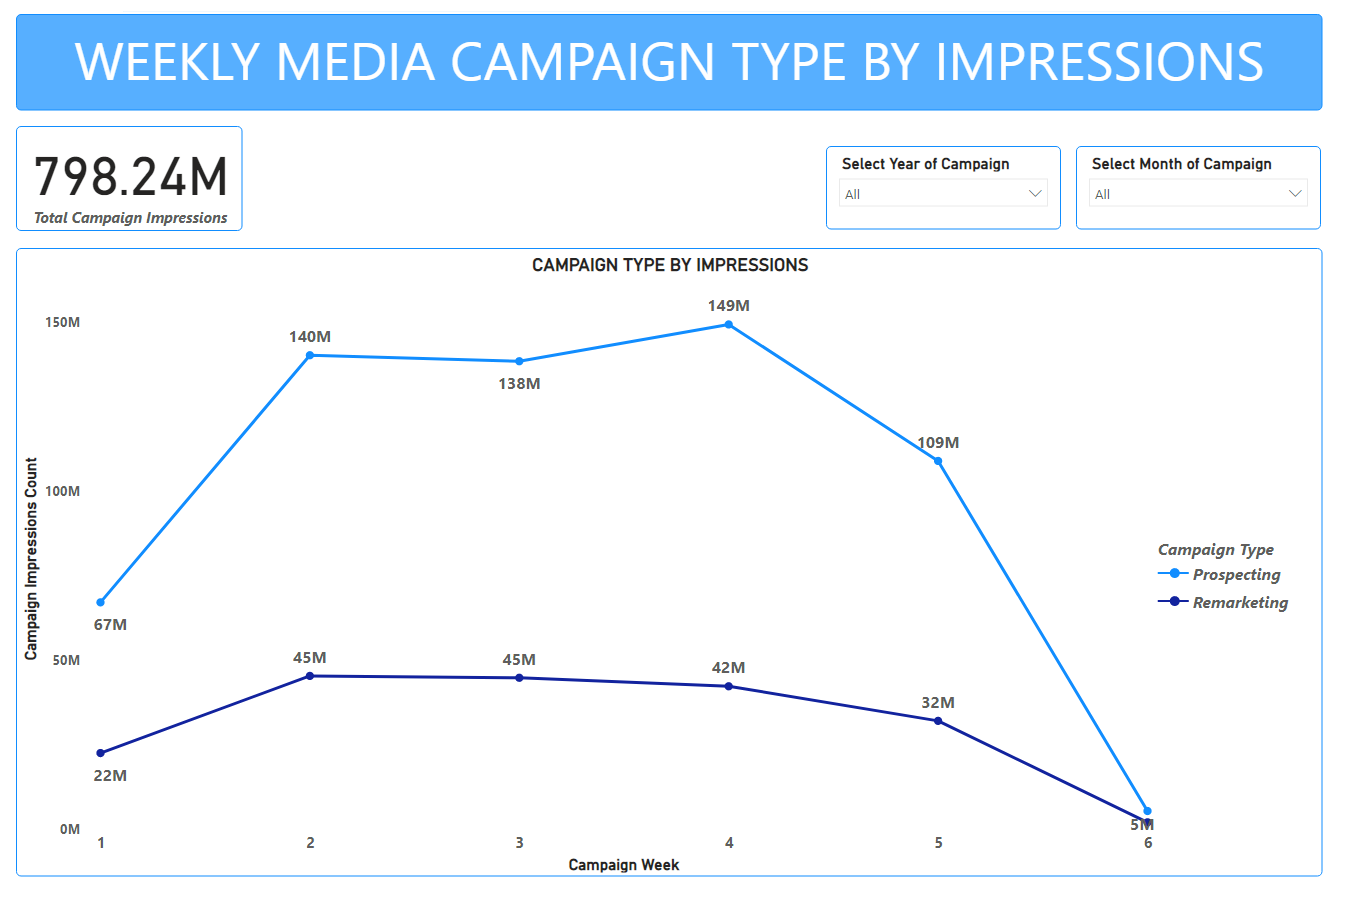 WEEKLY MEDIA CAMPAIGN TYPE BY IMPRESSIONS
798.24M
Total Campaign Impressions
Select Year of Campaign
All
Select Month of Campaign
All
CAMPAIGN TYPE BY IMPRESSIONS
Campaign Impressions Count
150M
100M
50M
0M
67M
140M
138M
149M
109M
5M
22M
45M
45M
42M
32M
1 2 3 4 5 6
Campaign Week
Campaign Type
Prospecting
Remarketing